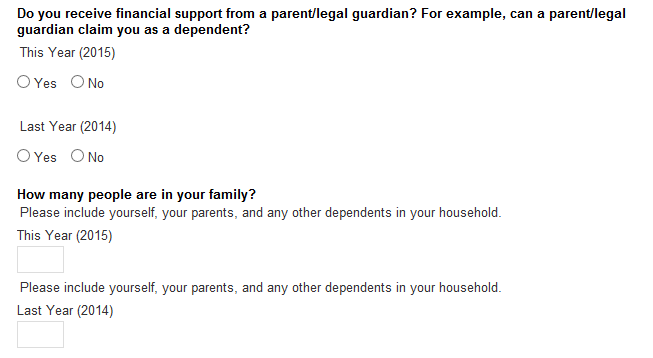 Do you receive financial support from a parent/legal guardian? For example, can a parent/legal
guardian claim you as a dependent?
This Year (2015)
Yes No
Last Year (2014)
Yes No
How many people are in your family?
Please include yourself, your parents, and any other dependents in your household.
This Year (2015)
Please include yourself, your parents, and any other dependents in your household.
Last Year (2014)